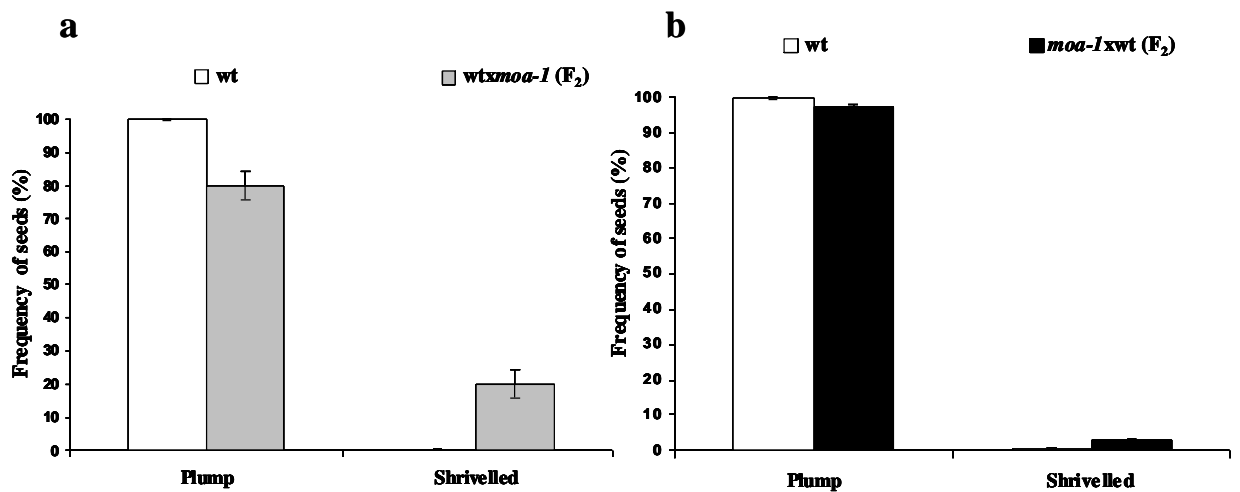 a
wt
wtxmoa-1 (F₂)
Frequency of seeds (%)
100
90
80
70
60
50
40
30
20
10
0
Plump
Shrivelled
b
wt
moa-1xwt (F₂)
Frequency of seeds (%)
100
90
80
70
60
50
40
30
20
10
0
Plump
Shrivelled